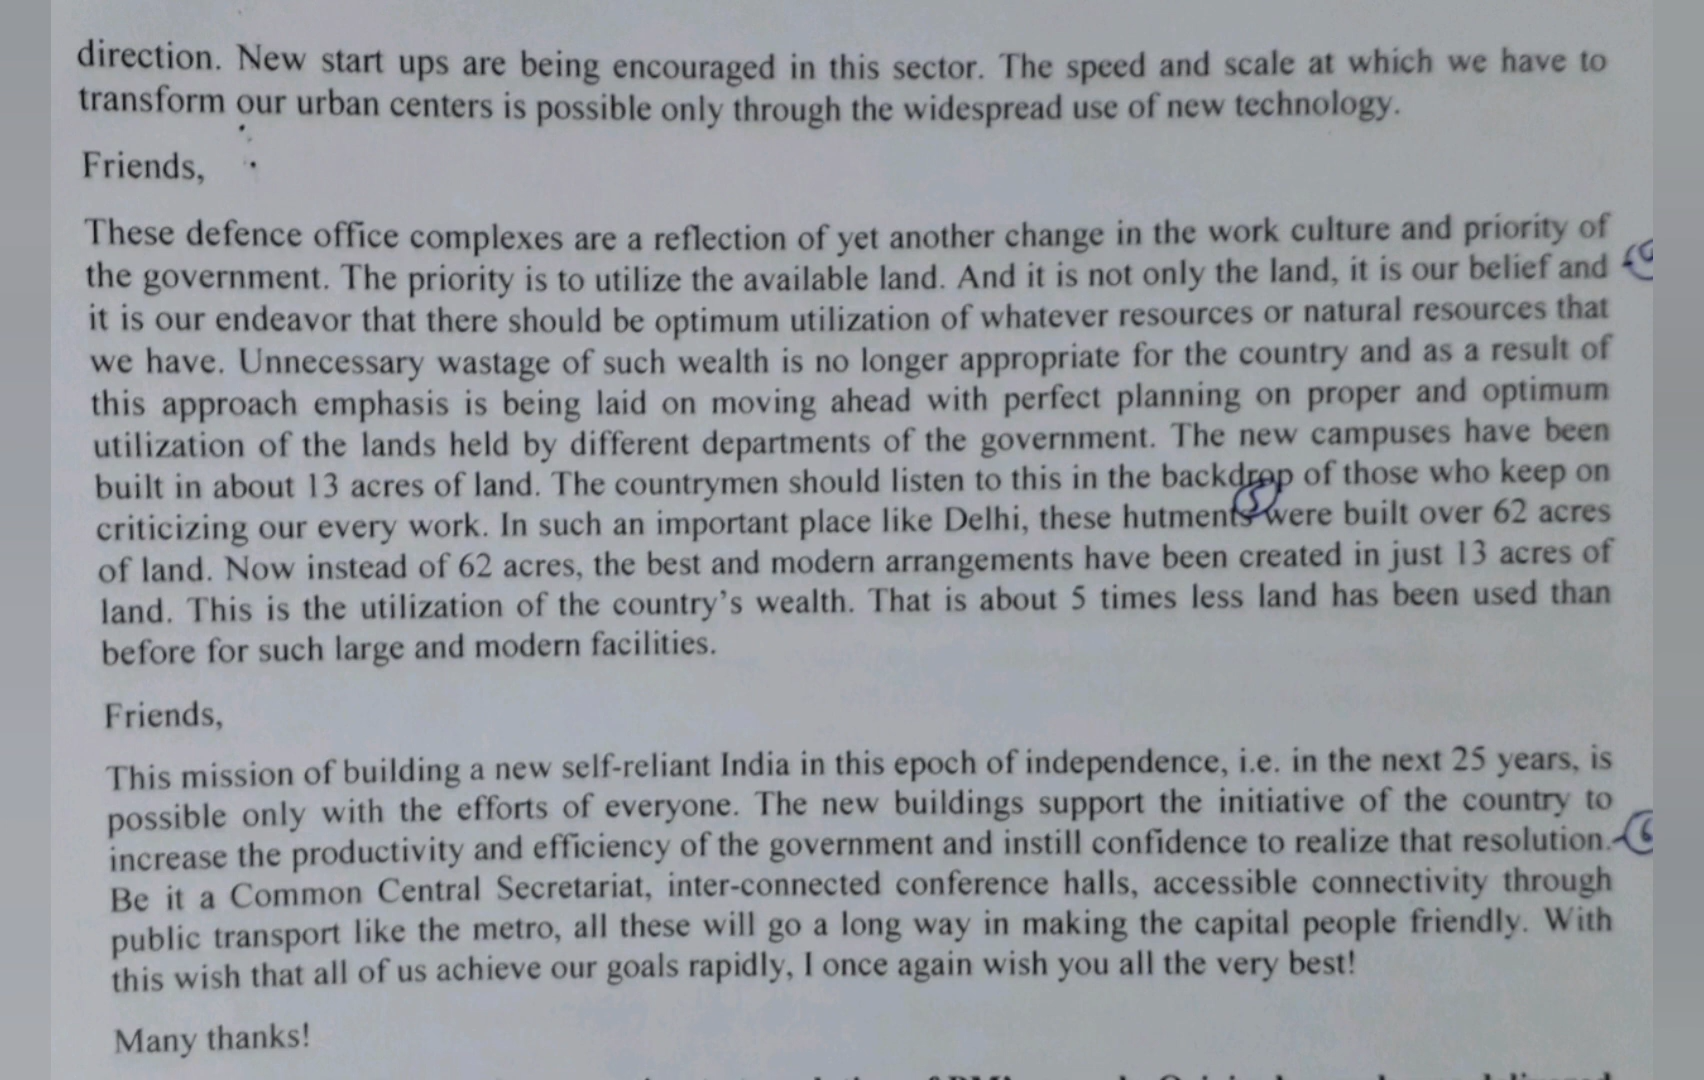 direction. New start ups are being encouraged in this sector. The speed and scale at which we have to
transform our urban centers is possible only through the widespread use of new technology.
Friends,
These defence office complexes are a reflection of yet another change in the work culture and priority of
the government. The priority is to utilize the available land. And it is not only the land, it is our belief and
it is our endeavor that there should be optimum utilization of whatever resources or natural resources that
we have. Unnecessary wastage of such wealth is no longer appropriate for the country and as a result of
this approach emphasis is being laid on moving ahead with perfect planning on proper and optimum
utilization of the lands held by different departments of the government. The new campuses have been
built in about 13 acres of land. The countrymen should listen to this in the backdrop of those who keep on
5
criticizing our every work. In such an important place like Delhi, these hutments were built over 62 acres
of land. Now instead of 62 acres, the best and modern arrangements have been created in just 13 acres of
land. This is the utilization of the country's wealth. That is about 5 times less land has been used than
before for such large and modern facilities.
Friends,
This mission of building a new self-reliant India in this epoch of independence, i.e. in the next 25 years, is
possible only with the efforts of everyone. The new buildings support the initiative of the country to
increase the productivity and efficiency of the government and instill confidence to realize that resolution. 6
Be it a Common Central Secretariat, inter-connected conference halls, accessible connectivity through
public transport like the metro, all these will go a long way in making the capital people friendly. With
this wish that all of us achieve our goals rapidly, I once again wish you all the very best!
Many thanks!